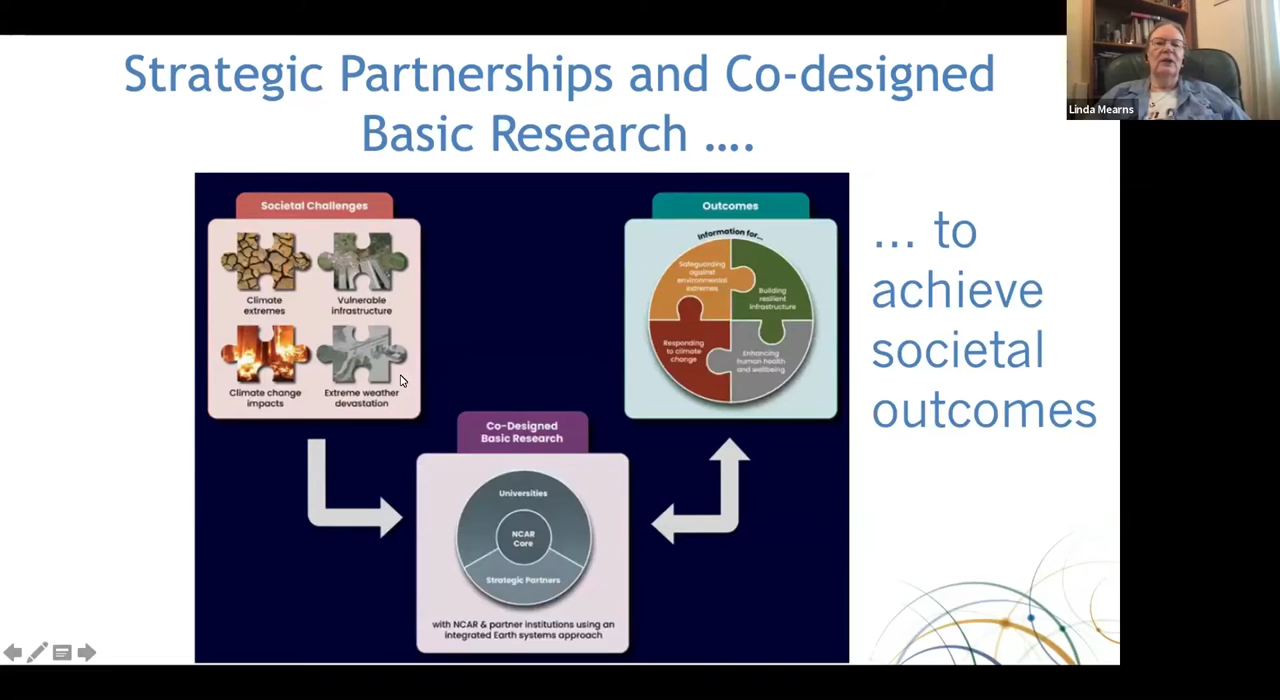 Strategic Partnerships and Co-designed
Basic Research ....
Linda Mearns
Societal Challenges
Climate
extremes
Vulnerable
infrastructure
Climate change
impacts
Extreme weather
devastation
Outcomes
Information for...
Safeguarding
against
environmental
extremes
Building
resilient
infrastructure
Responding
to climate
change
Enhancing
human health
and wellbeing
... to
achieve
societal
outcomes
Co-Designed
Basic Research
Universities
NCAR
Core
Strategic Partners
with NCAR & partner institutions using an
integrated Earth systems approach